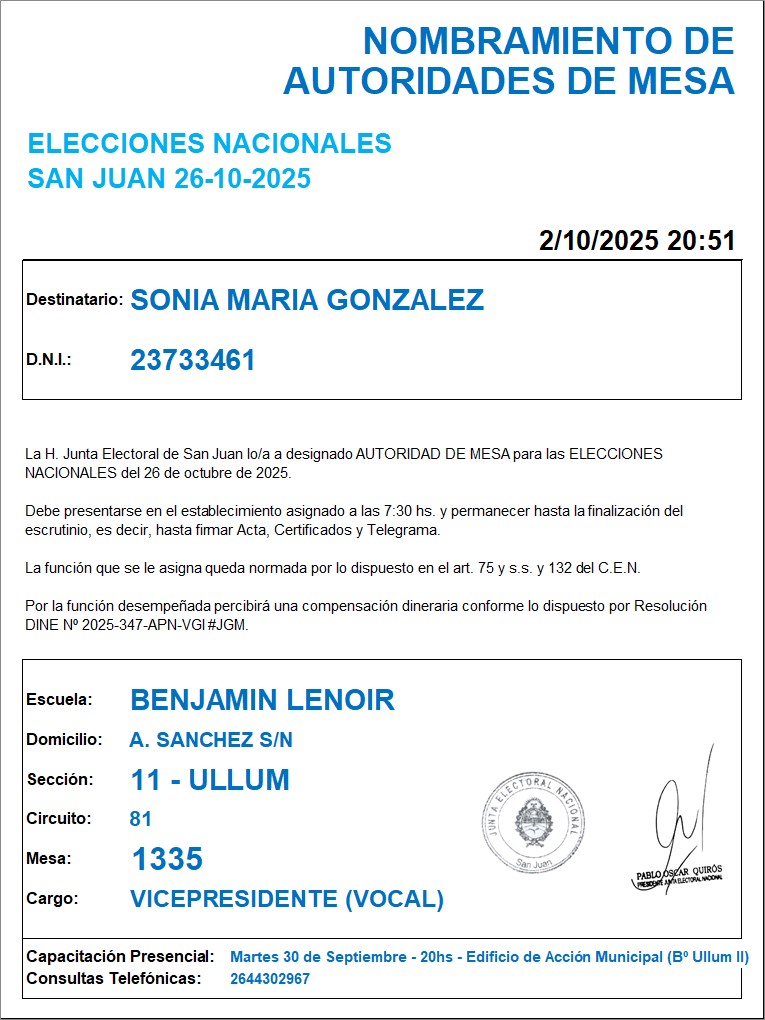 NOMBRAMIENTO DE
AUTORIDADES DE MESA
ELECCIONES NACIONALES
SAN JUAN 26-10-2025
2/10/2025 20:51
Destinatario: SONIA MARIA GONZALEZ
D.N.I.: 23733461
La H. Junta Electoral de San Juan lo/a a designado AUTORIDAD DE MESA para las ELECCIONES
NACIONALES del 26 de octubre de 2025.
Debe presentarse en el establecimiento asignado a las 7:30 hs. y permanecer hasta la finalización del
escrutinio, es decir, hasta firmar Acta, Certificados y Telegrama.
La función que se le asigna queda normada por lo dispuesto en el art. 75 y s.s. y 132 del C.E.N.
Por la función desempeñada percibirá una compensación dineraria conforme lo dispuesto por Resolución
DINE Nº 2025-347-APN-VGI#JGM.
Escuela: BENJAMIN LENOIR
Domicilio: A. SANCHEZ S/N
Sección: 11 - ULLUM
Circuito: 81
Mesa: 1335
Cargo: VICEPRESIDENTE (VOCAL)
JUNTA ELECTORAL NACIONAL
San Juan
PABLO OSCAR QUIRÓS
PRESIDENTE JUNTA ELECTORAL NACIONAL
Capacitación Presencial: Martes 30 de Septiembre - 20hs - Edificio de Acción Municipal (Bº Ullum II)
Consultas Telefónicas: 2644302967